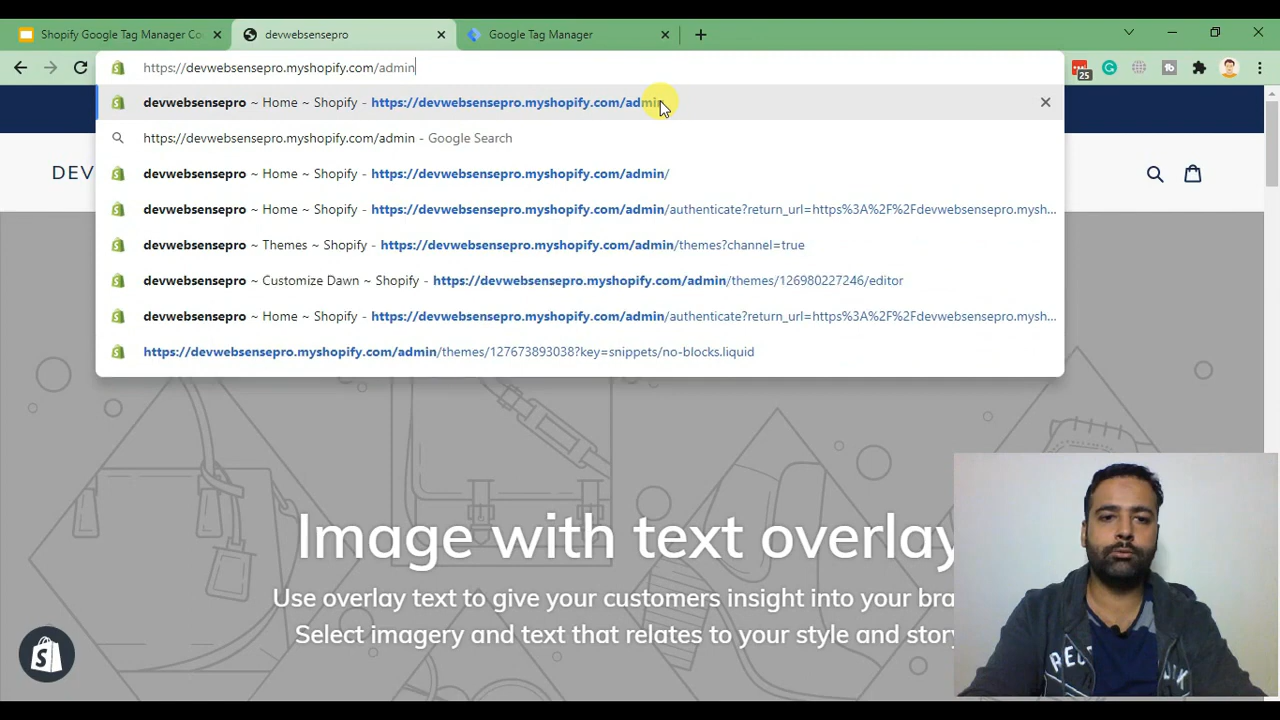 Shopify Google Tag Manager Co
devwebsensepro
Google Tag Manager
https://devwebsensepro.myshopify.com/admin
25
devwebsensepro ~ Home ~ Shopify - https://devwebsensepro.myshopify.com/admin
https://devwebsensepro.myshopify.com/admin - Google Search
devwebsensepro ~ Home ~ Shopify - https://devwebsensepro.myshopify.com/admin/
DEV
devwebsensepro ~ Home ~ Shopify - https://devwebsensepro.myshopify.com/admin/authenticate?return_url=https%3A%2F%2Fdevwebsensepro.mysh...
devwebsensepro ~ Themes ~ Shopify - https://devwebsensepro.myshopify.com/admin/themes?channel=true
devwebsensepro ~ Customize Dawn ~ Shopify - https://devwebsensepro.myshopify.com/admin/themes/126980227246/editor
devwebsensepro ~ Home ~ Shopify - https://devwebsensepro.myshopify.com/admin/authenticate?return_url=https%3A%2F%2Fdevwebsensepro.mysh...
https://devwebsensepro.myshopify.com/admin/themes/127673893038?key=snippets/no-blocks.liquid
Image with text overlay
Use overlay text to give your customers insight into your bra
Select imagery and text that relates to your style and story